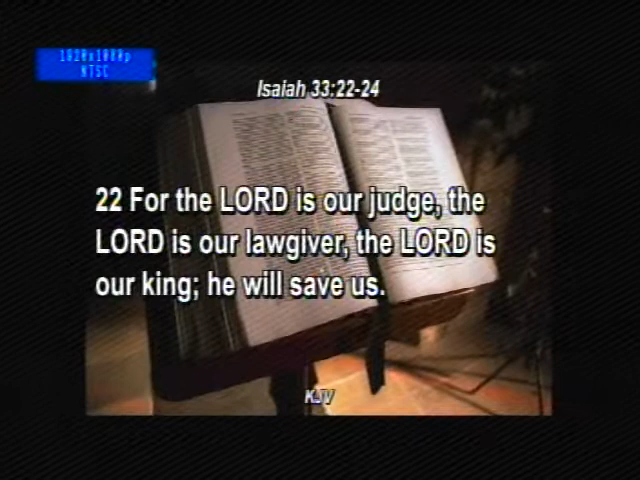 1920x1080p
NTSC
Isaiah 33:22-24
22 For the LORD is our judge, the
LORD is our lawgiver, the LORD is
our king; he will save us.
KJV